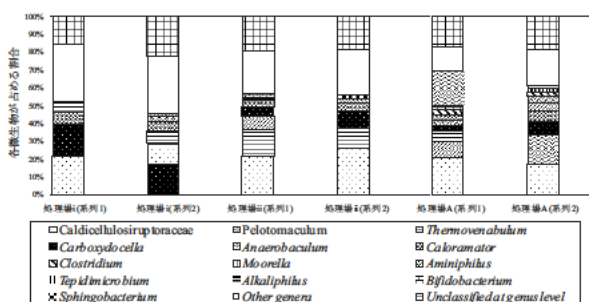 各微生物が占める割合
100%
90%
80%
70%
60%
50%
40%
30%
20%
10%
0%
処理場i(系列1) 処理場i(系列2) 処理場ii(系列1) 処理場ii(系列2) 処理場A(系列1) 処理場A(系列2)
Caldicellulosiruptoraceae Pelotomaculum Thermovenabulum
Carboxydocella Anaerobaculum Caloramator
Clostridium Moorella Aminiphilus
Tepidimicrobium Alkaliphilus Bifidobacterium
Sphingobacterium Other genera Unclassified at genus level